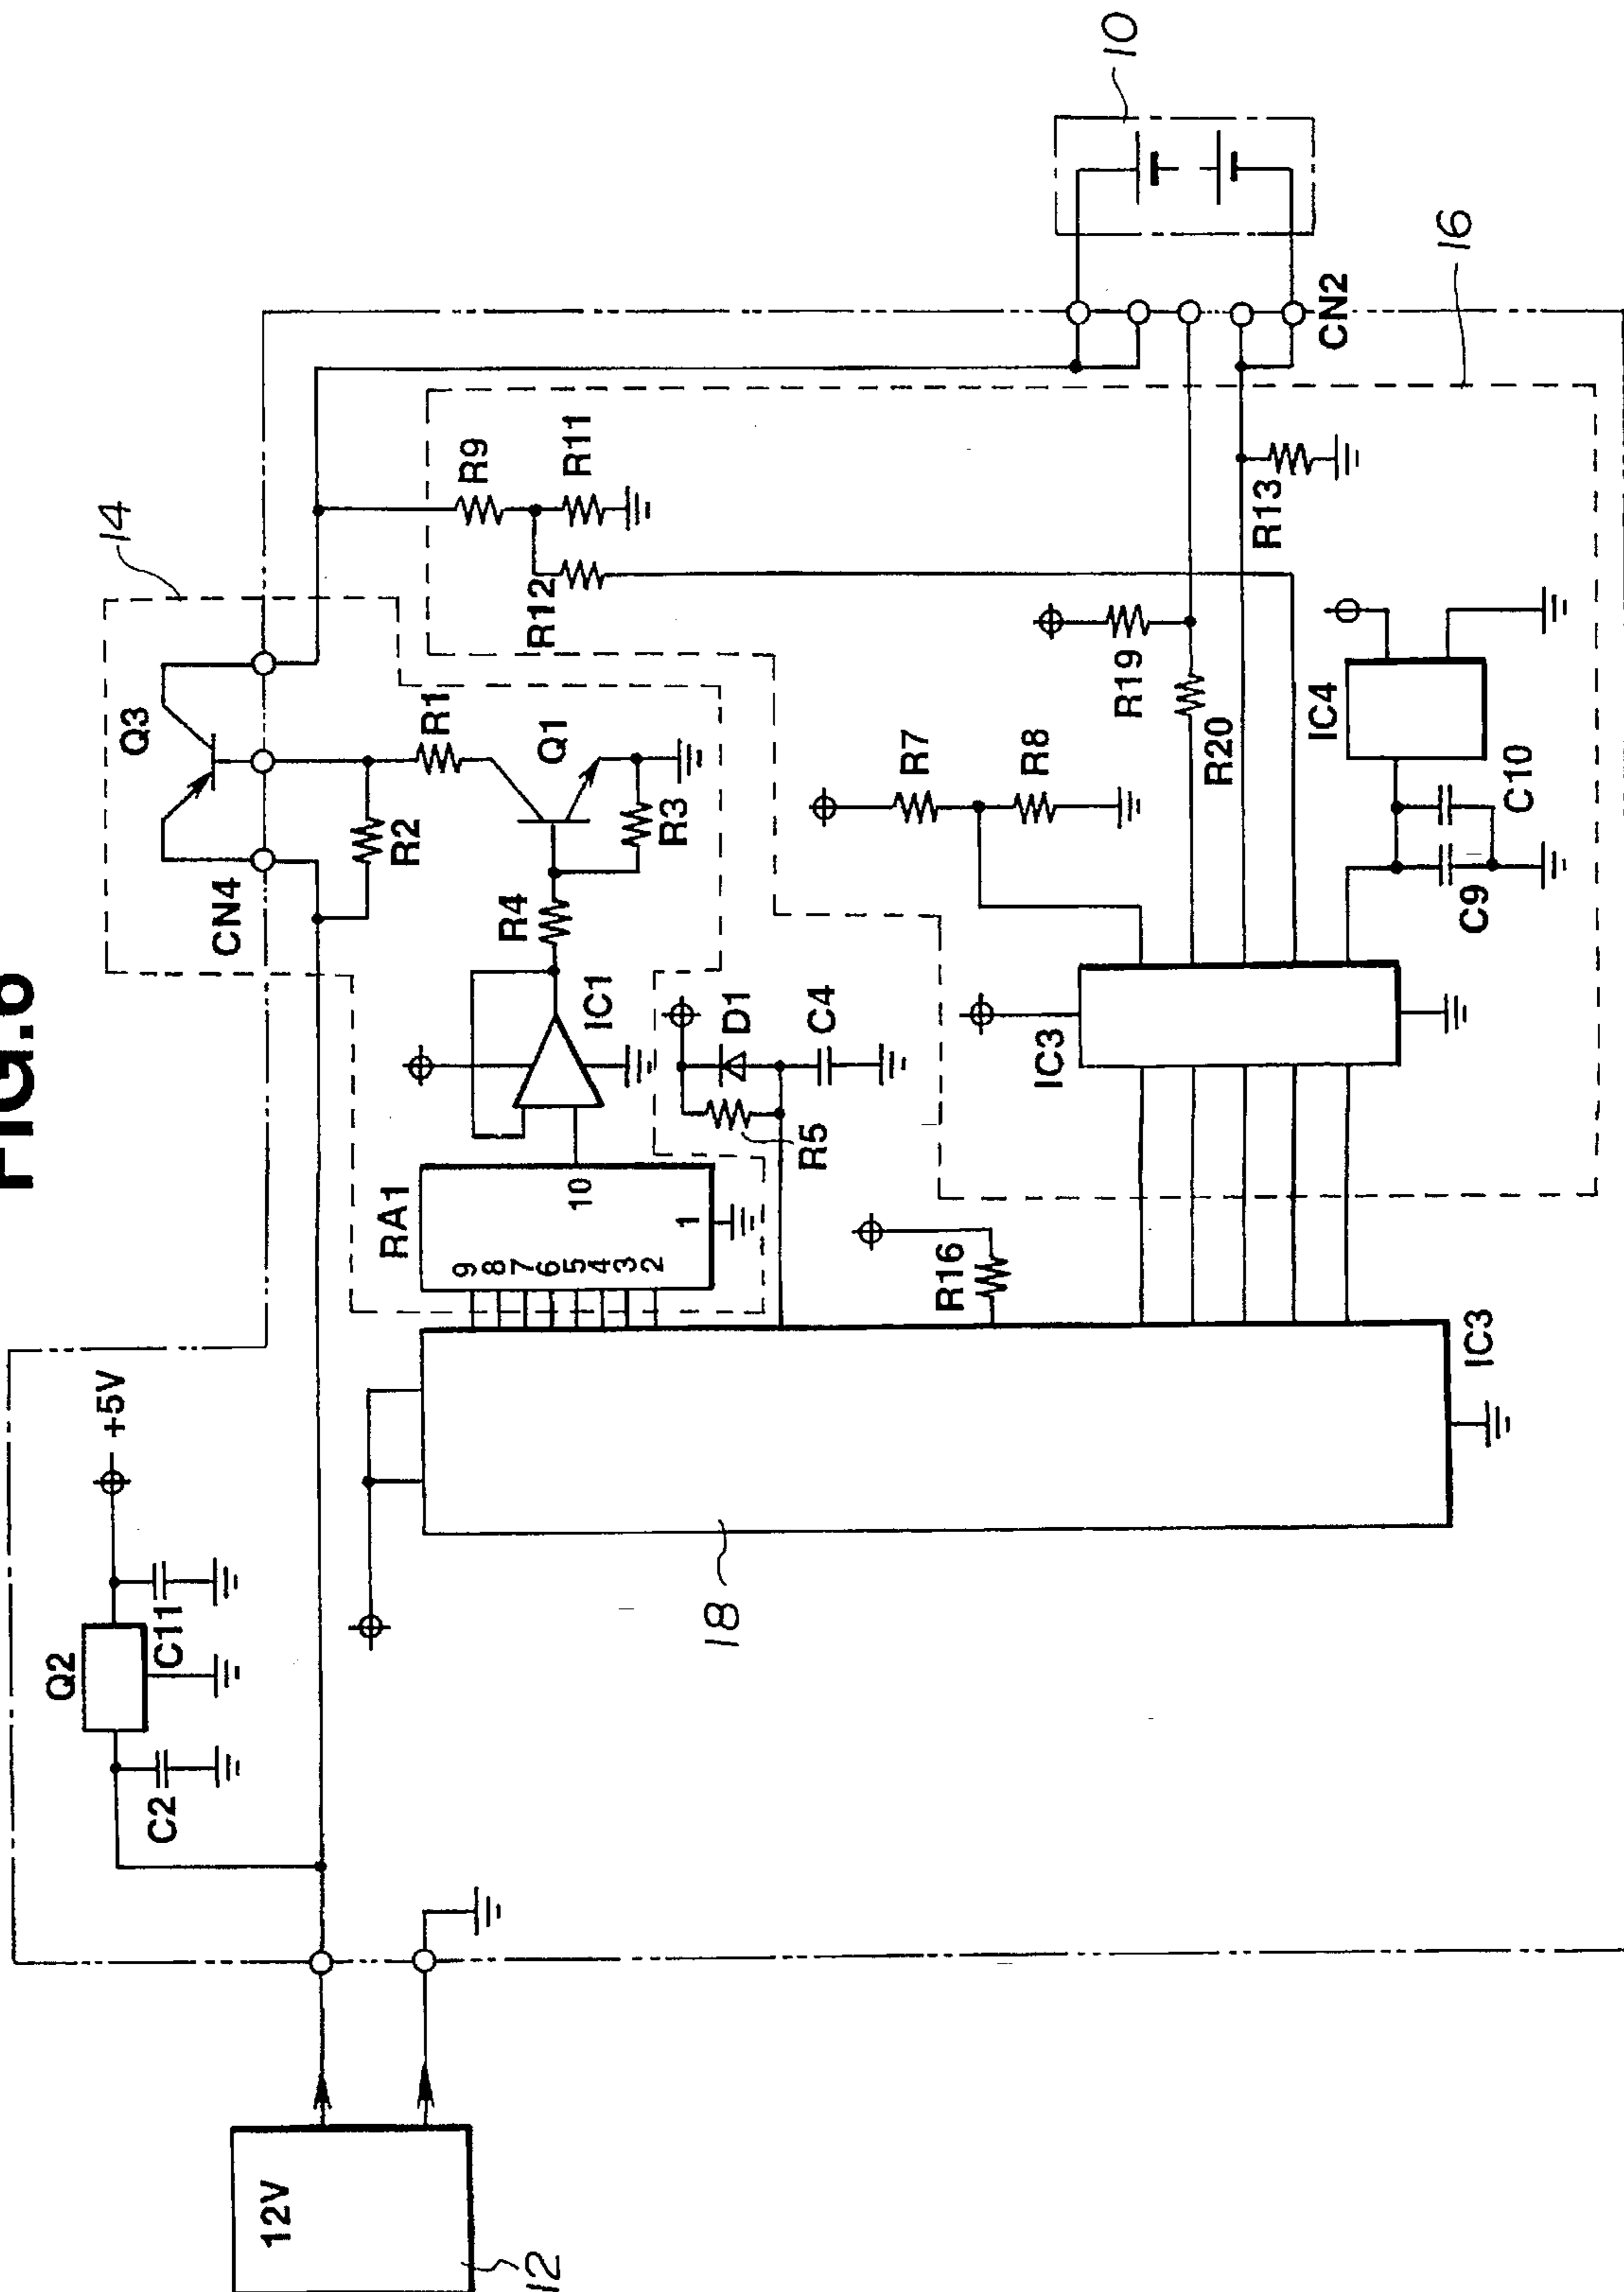 FIG.6
12V
12
Q2
C2
C11
+5V
18
IC3
14
Q3
CN4
R2
R1
Q1
R3
R4
IC1
RA1
10
1
9
8
7
6
5
4
3
2
R5
D1
C4
R16
R9
R11
R12
10
CN2
16
R13
R19
R20
R7
R8
IC3
IC4
C10
C9